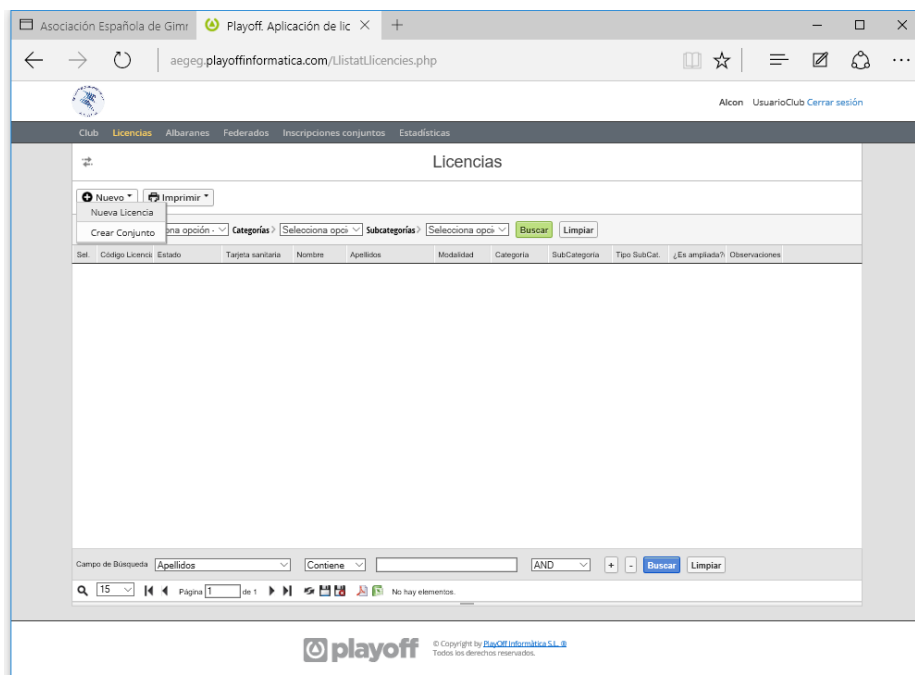 Asociación Española de Gimr
Playoff. Aplicación de lic
aegeg.playoffinformatica.com/LlistatLlicencies.php
Alcon UsuarioClub Cerrar sesión
Club Licencias Albaranes Federados Inscripciones conjuntos Estadísticas
Licencias
Nuevo Imprimir
Nueva Licencia
Crear Conjunto
ona opción - Categorías Selecciona opci Subcategorías Selecciona opci Buscar Limpiar
Sel. Código Licencia Estado Tarjeta sanitaria Nombre Apellidos Modalidad Categoría SubCategoría Tipo SubCat. ¿Es ampliada? Observaciones
Campo de Búsqueda Apellidos Contiene AND + - Buscar Limpiar
15 Página 1 de 1 No hay elementos.
playoff © Copyright by PlayOff Informàtica S.L. ®
Todos los derechos reservados.